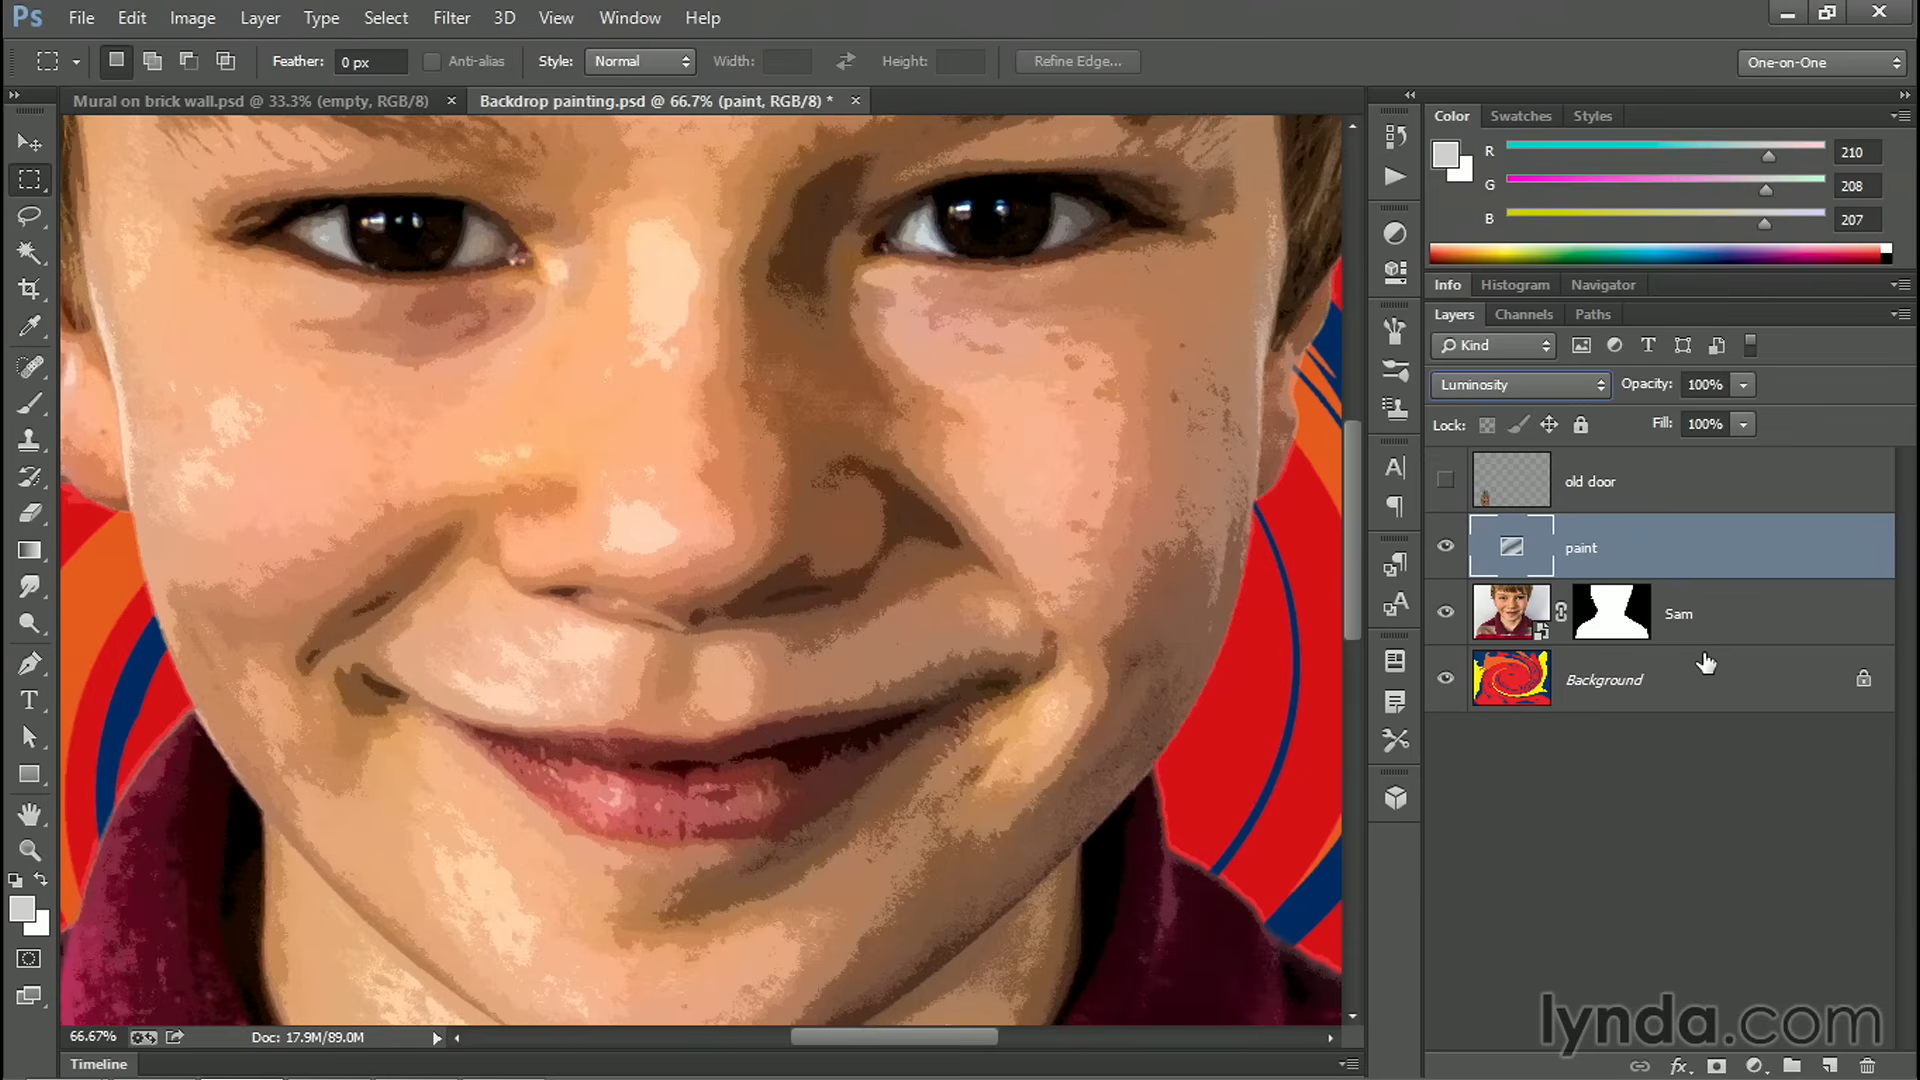 Ps File Edit Image Layer Type Select Filter 3D View Window Help
Feather: 0 px Anti-alias Style: Normal Width: Height: Refine Edge... One-on-One
Mural on brick wall.psd @ 33.3% (empty, RGB/8) × Backdrop painting.psd @ 66.7% (paint, RGB/8) * ×
Color Swatches Styles
R 210
G 208
B 207
Info Histogram Navigator
Layers Channels Paths
Kind
Luminosity Opacity: 100%
Lock: Fill: 100%
old door
paint
Sam
Background
lynda.com
66.67% Doc: 17.9M/89.0M
Timeline
fx